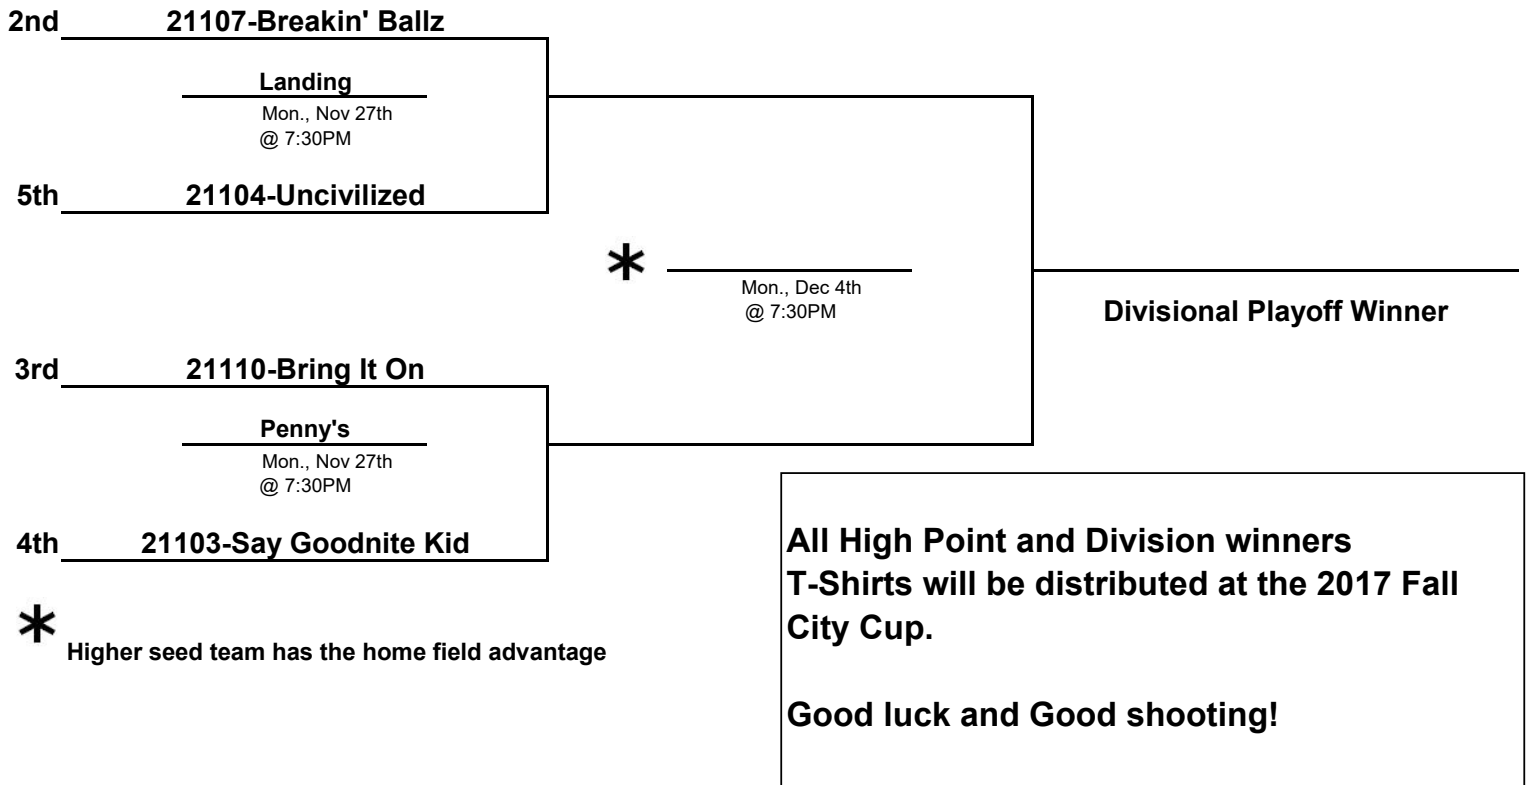 2nd 21107-Breakin' Ballz
Landing
Mon., Nov 27th
@ 7:30PM
5th 21104-Uncivilized
*
Mon., Dec 4th
@ 7:30PM
Divisional Playoff Winner
3rd 21110-Bring It On
Penny's
Mon., Nov 27th
@ 7:30PM
4th 21103-Say Goodnite Kid
* Higher seed team has the home field advantage
All High Point and Division winners
T-Shirts will be distributed at the 2017 Fall
City Cup.
Good luck and Good shooting!